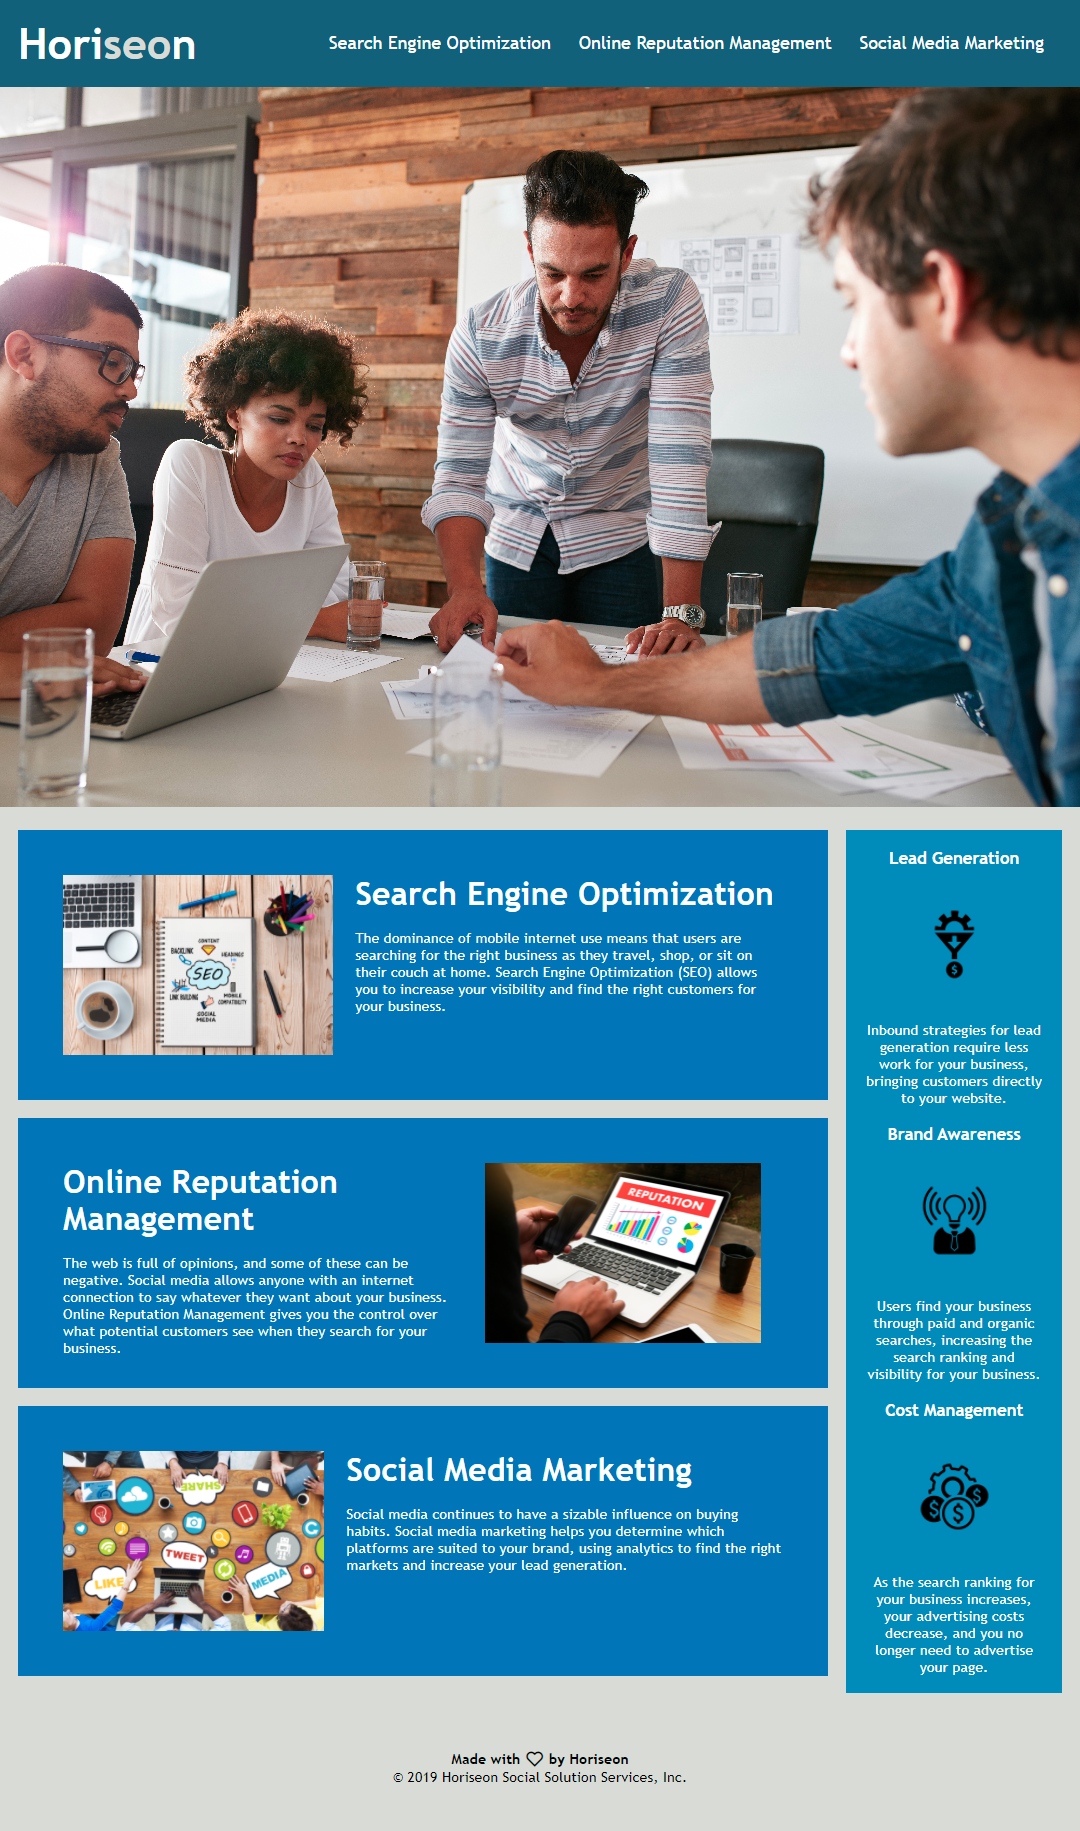 Horiseon
Search Engine Optimization
Online Reputation Management
Social Media Marketing
Search Engine Optimization
The dominance of mobile internet use means that users are
searching for the right business as they travel, shop, or sit on
their couch at home. Search Engine Optimization (SEO) allows
you to increase your visibility and find the right customers for
your business.
CONTENT
BACKLINK
HEADINGS
SEO
LINK BUILDING
MOBILE
COMPATIBILITY
SOCIAL
MEDIA
Online Reputation
Management
The web is full of opinions, and some of these can be
negative. Social media allows anyone with an internet
connection to say whatever they want about your business.
Online Reputation Management gives you the control over
what potential customers see when they search for your
business.
REPUTATION
Social Media Marketing
Social media continues to have a sizable influence on buying
habits. Social media marketing helps you determine which
platforms are suited to your brand, using analytics to find the right
markets and increase your lead generation.
SHARE
TWEET
LIKE
MEDIA
Lead Generation
$
Inbound strategies for lead
generation require less
work for your business,
bringing customers directly
to your website.
Brand Awareness
Users find your business
through paid and organic
searches, increasing the
search ranking and
visibility for your business.
Cost Management
$ $ $
As the search ranking for
your business increases,
your advertising costs
decrease, and you no
longer need to advertise
your page.
Made with ♡ by Horiseon
© 2019 Horiseon Social Solution Services, Inc.